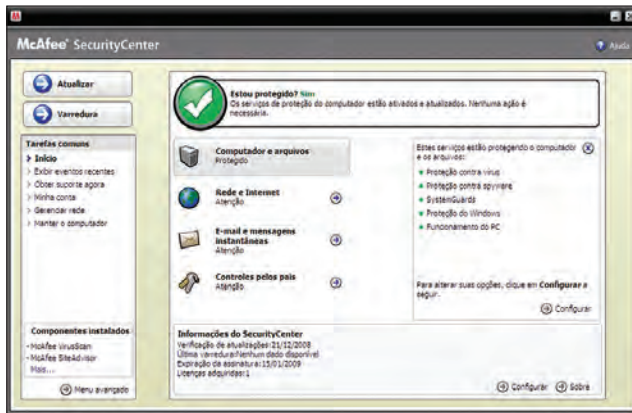 McAfee SecurityCenter
Ajuda
Atualizar
Varredura
Tarefas comuns
Início
Exibir eventos recentes
Obter suporte agora
Minha conta
Gerenciar rede
Manter o computador
Componentes instalados
- McAfee VirusScan
- McAfee SiteAdvisor
Mais...
Menu avançado
Estou protegido? Sim
Os serviços de proteção do computador estão ativados e atualizados. Nenhuma ação é
necessária.
Computador e arquivos
Protegido
Rede e Internet
Atenção
E-mail e mensagens
instantâneas
Atenção
Controles pelos pais
Atenção
Estes serviços estão protegendo o computador
e os arquivos:
Proteção contra vírus
Proteção contra spyware
SystemGuards
Proteção do Windows
Funcionamento do PC
Para alterar suas opções, clique em Configurar a
seguir.
Configurar
Informações do SecurityCenter
Verificação de atualizações:21/12/2008
Última varredura:Nenhum dado disponível
Expiração da assinatura:15/01/2009
Licenças adquiridas:1
Configurar
Sobre